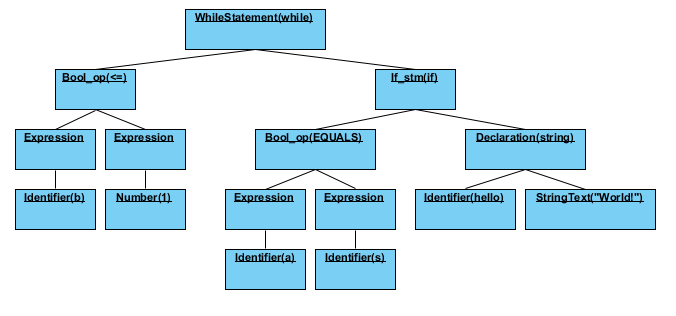 WhileStatement(while)
Bool_op(<=)
If_stm(if)
Expression
Expression
Bool_op(EQUALS)
Declaration(string)
Identifier(b)
Number(1)
Expression
Expression
Identifier(hello)
StringText("World!")
Identifier(a)
Identifier(s)